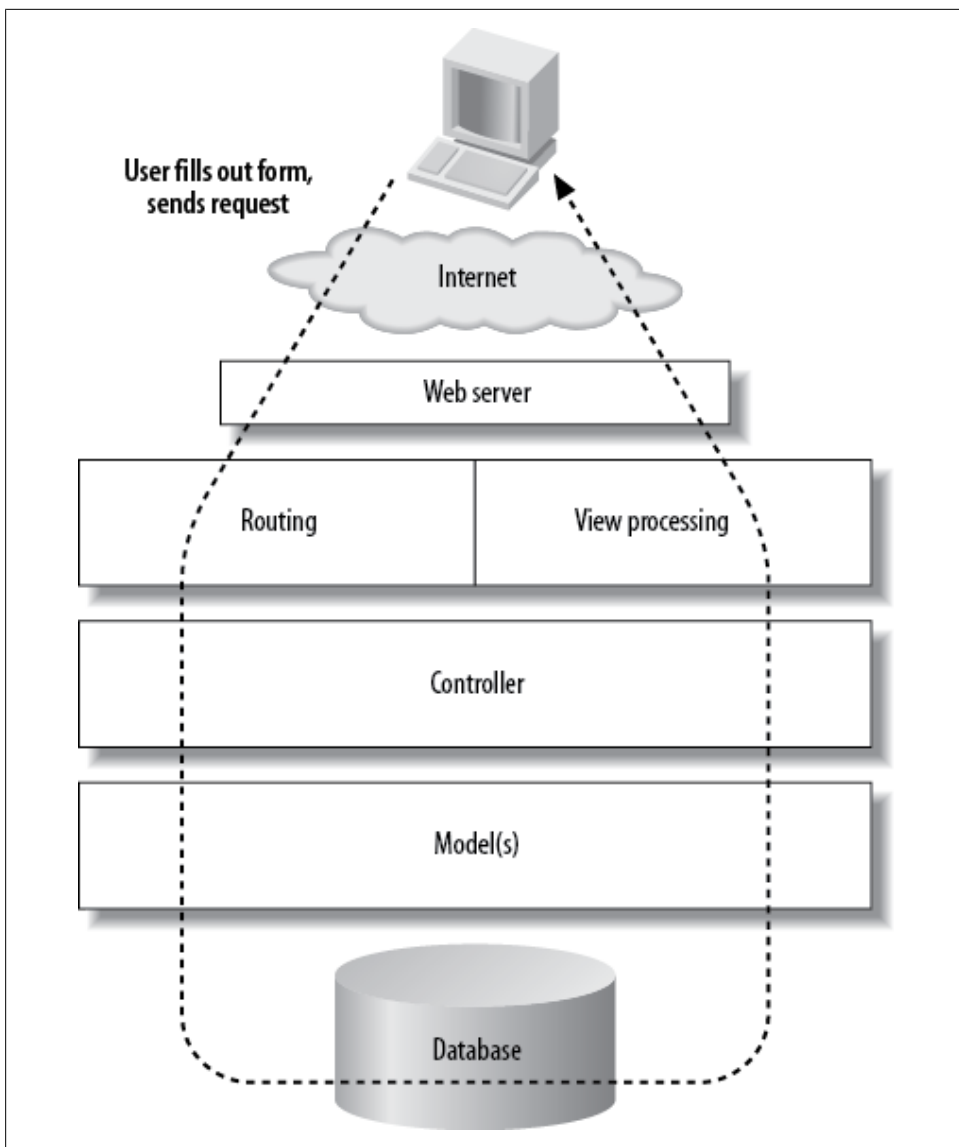 User fills out form,
sends request
Internet
Web server
Routing
View processing
Controller
Model(s)
Database